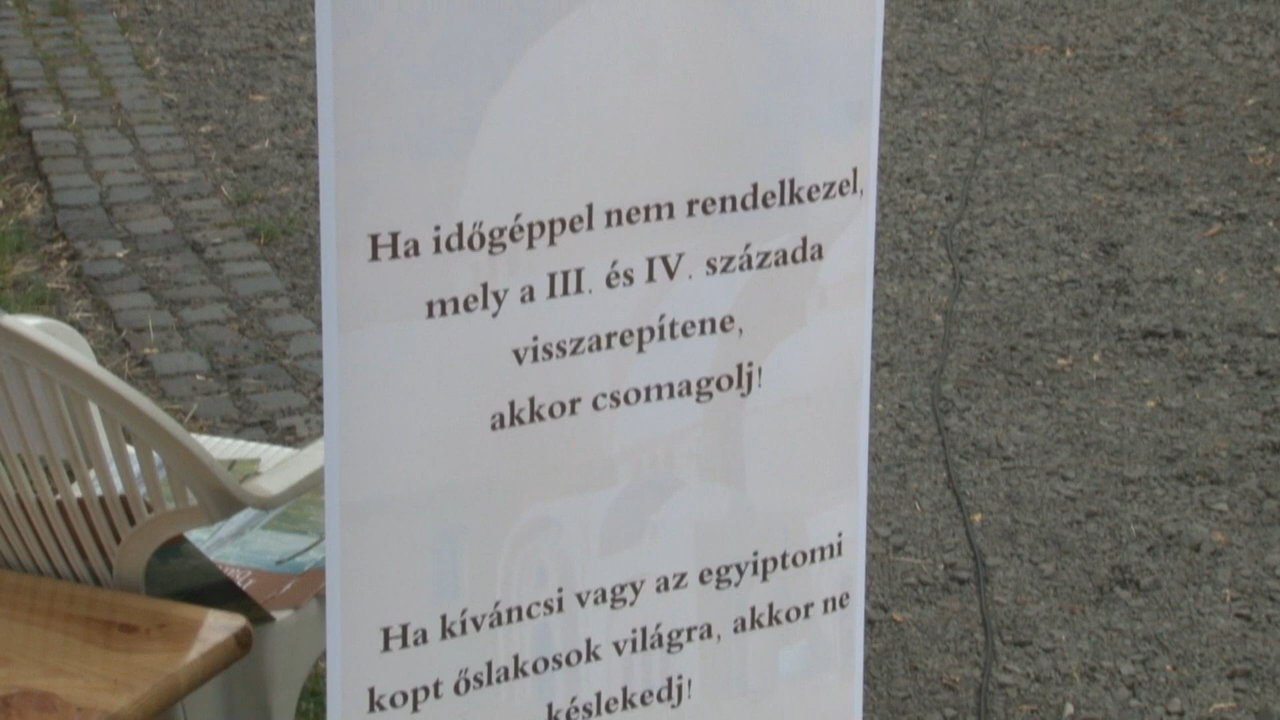 Ha időgéppel nem rendelkezel,
mely a III. és IV. százada
visszarepítene,
akkor csomagolj!
Ha kíváncsi vagy az egyiptomi
kopt őslakosok világra, akkor ne
késlekedj!